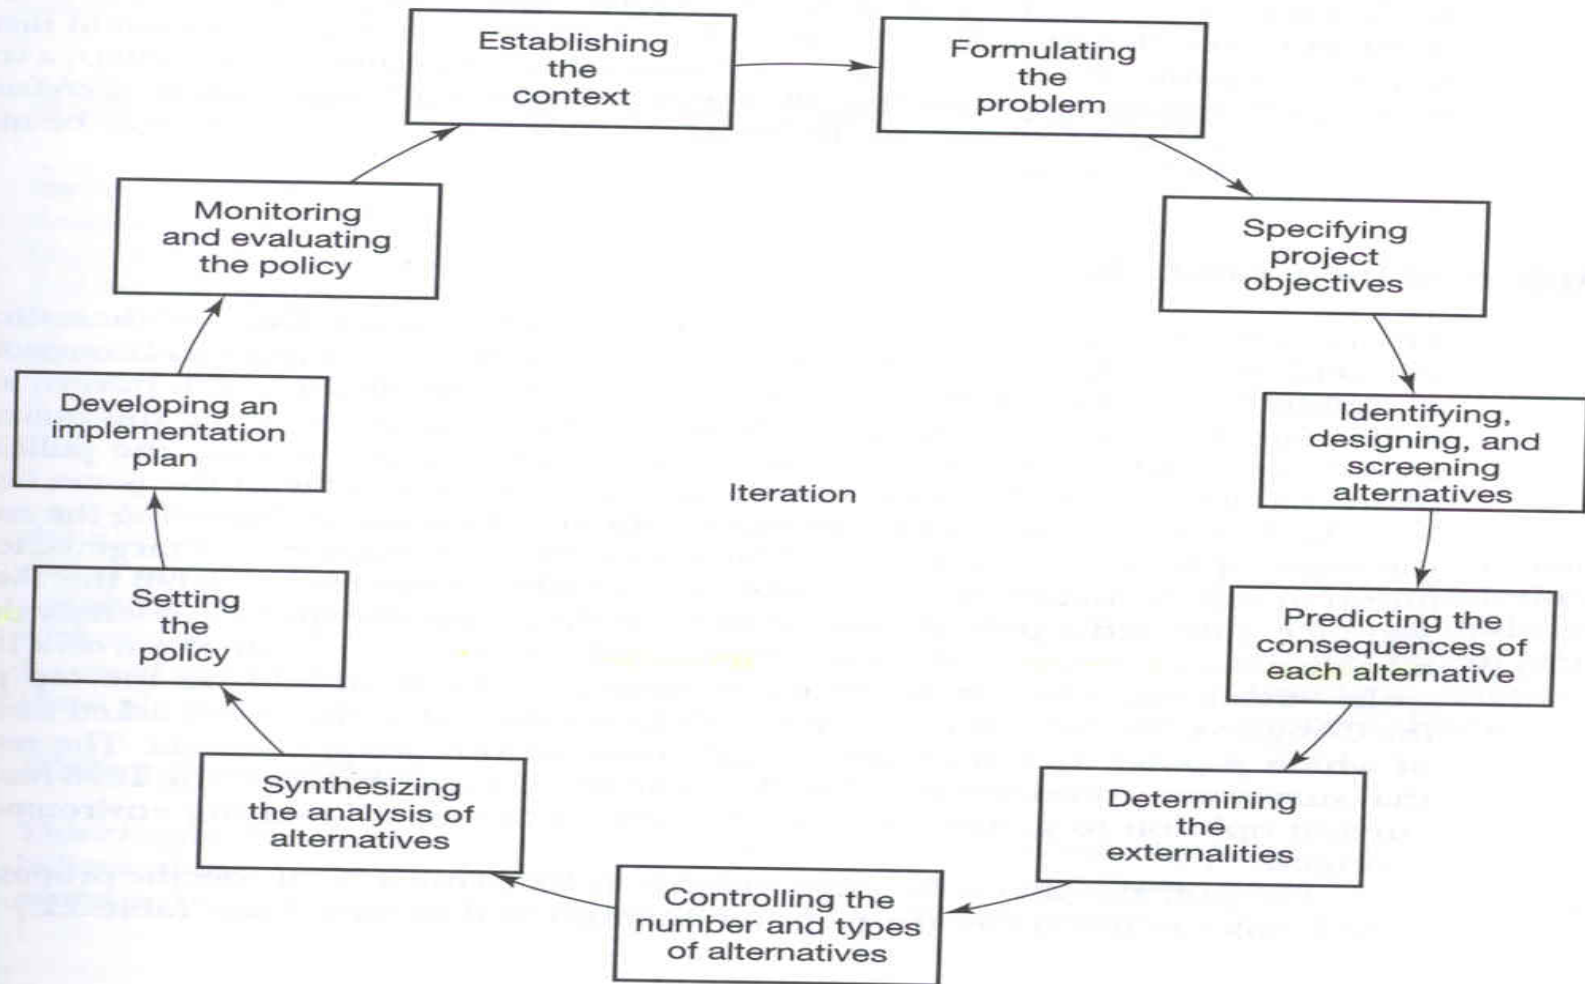 Establishing
the
context
Formulating
the
problem
Specifying
project
objectives
Identifying,
designing, and
screening
alternatives
Predicting the
consequences of
each alternative
Determining
the
externalities
Controlling the
number and types
of alternatives
Synthesizing
the analysis of
alternatives
Setting
the
policy
Developing an
implementation
plan
Monitoring
and evaluating
the policy
Iteration